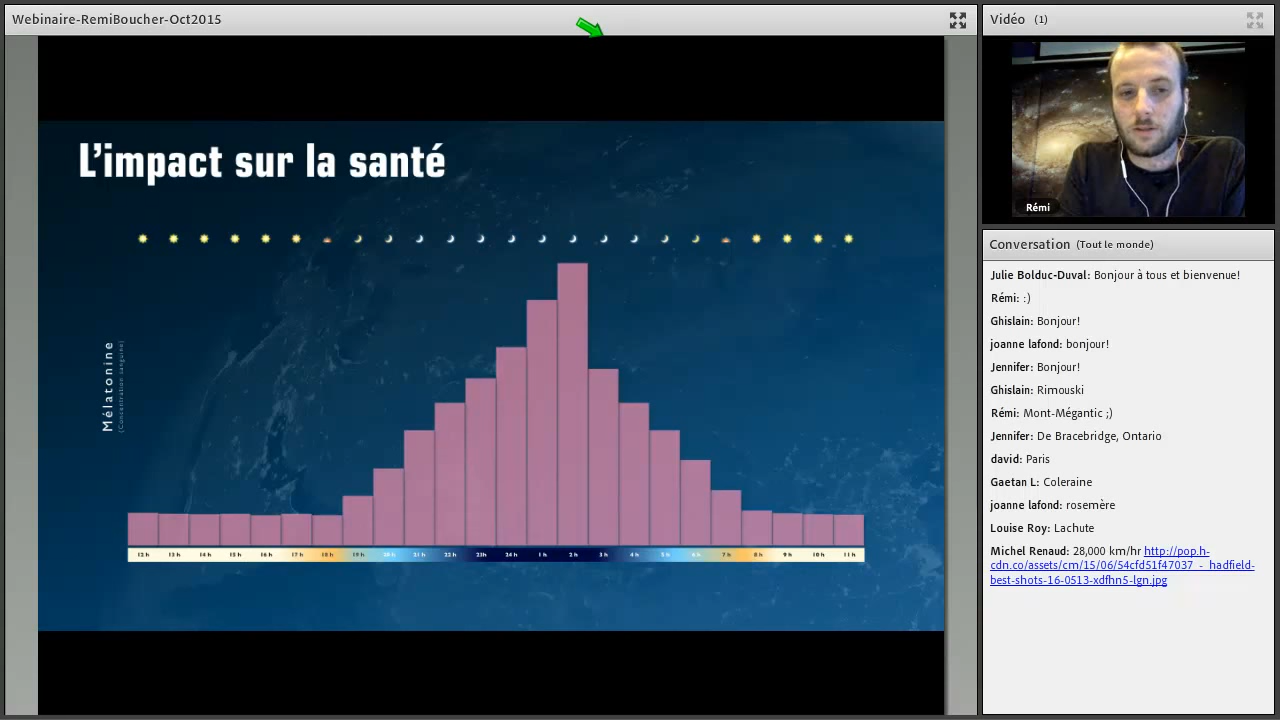 Webinaire-RemiBoucher-Oct2015
L'impact sur la santé
Mélatonine
(Concentration sanguine)
12 h 13 h 14 h 15 h 16 h 17 h 18 h 19 h 20 h 21 h 22 h 23h 24 h 1 h 2 h 3 h 4 h 5 h 6 h 7 h 8 h 9 h 10 h 11 h
Vidéo (1)
Rémi
Conversation (Tout le monde)
Julie Bolduc-Duval: Bonjour à tous et bienvenue!
Rémi: :)
Ghislain: Bonjour!
joanne lafond: bonjour!
Jennifer: Bonjour!
Ghislain: Rimouski
Rémi: Mont-Mégantic ;)
Jennifer: De Bracebridge, Ontario
david: Paris
Gaetan L: Coleraine
joanne lafond: rosemère
Louise Roy: Lachute
Michel Renaud: 28,000 km/hr http://pop.h-
cdn.co/assets/cm/15/06/54cfd51f47037_-_hadfield-
best-shots-16-0513-xdfhn5-lgn.jpg